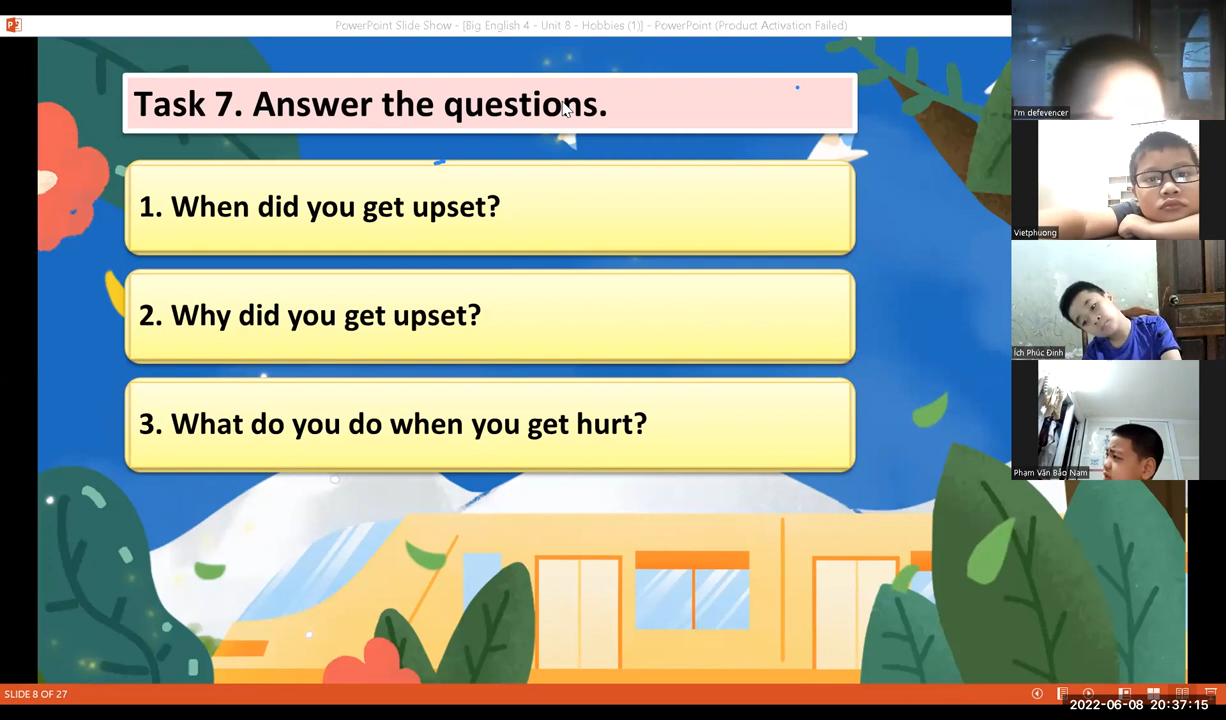 PowerPoint Slide Show - [Big English 4 - Unit 8 - Hobbies (1)] - PowerPoint (Product Activation Failed)
Task 7. Answer the questions.
1. When did you get upset?
2. Why did you get upset?
3. What do you do when you get hurt?
I'm defevencer
Vietphuong
Ích Phúc Đinh
Phạm Văn Bảo Nam
SLIDE 8 OF 27
2022-06-08 20:37:15